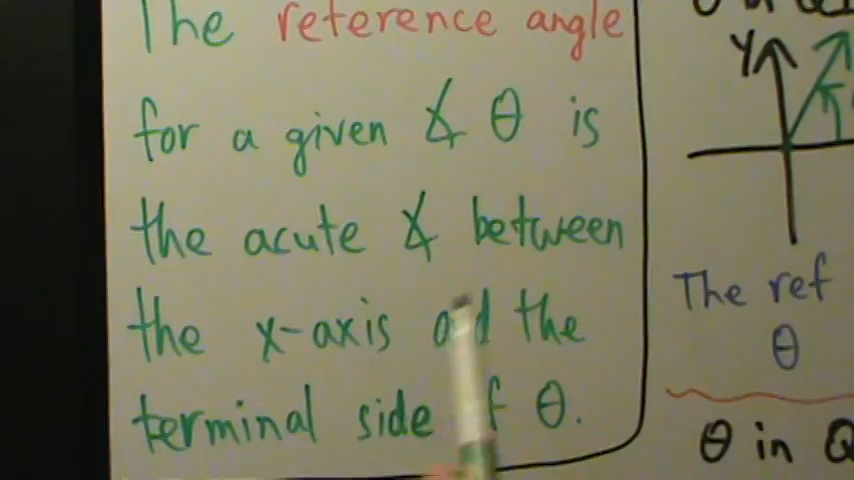 The reference angle
for a given ∡ θ is
the acute ∡ between
the x-axis and the
terminal side of θ.
Y
The ref
θ
θ in Q